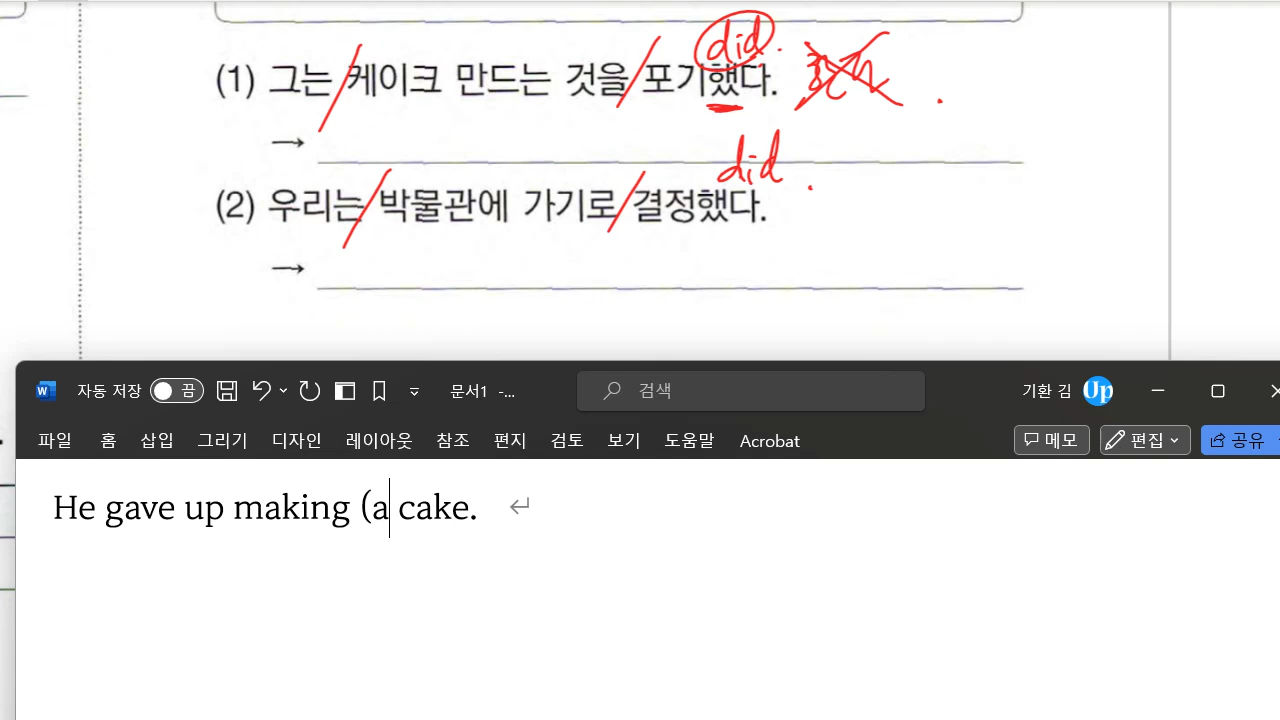 did.
(1) 그는 케이크 만드는 것을 포기했다.
→
did.
(2) 우리는 박물관에 가기로 결정했다.
→
자동 저장 끔 문서1 -... 검색 기환 김 Up
파일 홈 삽입 그리기 디자인 레이아웃 참조 편지 검토 보기 도움말 Acrobat 메모 편집 공유
He gave up making (a cake.